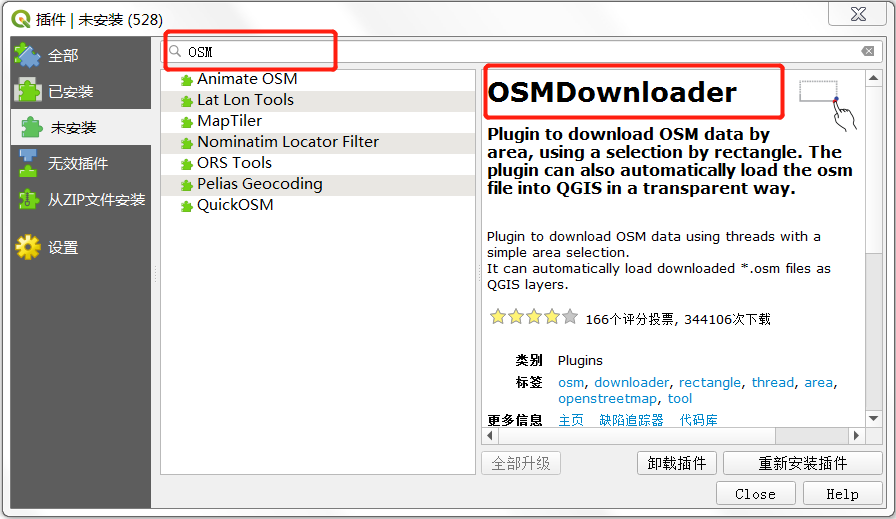 插件 | 未安装 (528)
全部
已安装
未安装
无效插件
从ZIP文件安装
设置
OSM
Animate OSM
Lat Lon Tools
MapTiler
Nominatim Locator Filter
ORS Tools
Pelias Geocoding
QuickOSM
OSMDownloader
Plugin to download OSM data by
area, using a selection by rectangle. The
plugin can also automatically load the osm
file into QGIS in a transparent way.
Plugin to download OSM data using threads with a
simple area selection.
It can automatically load downloaded *.osm files as
QGIS layers.
166个评分投票, 344106次下载
类别 Plugins
标签 osm, downloader, rectangle, thread, area,
openstreetmap, tool
更多信息 主页 缺陷追踪器 代码库
全部升级 卸载插件 重新安装插件
Close Help